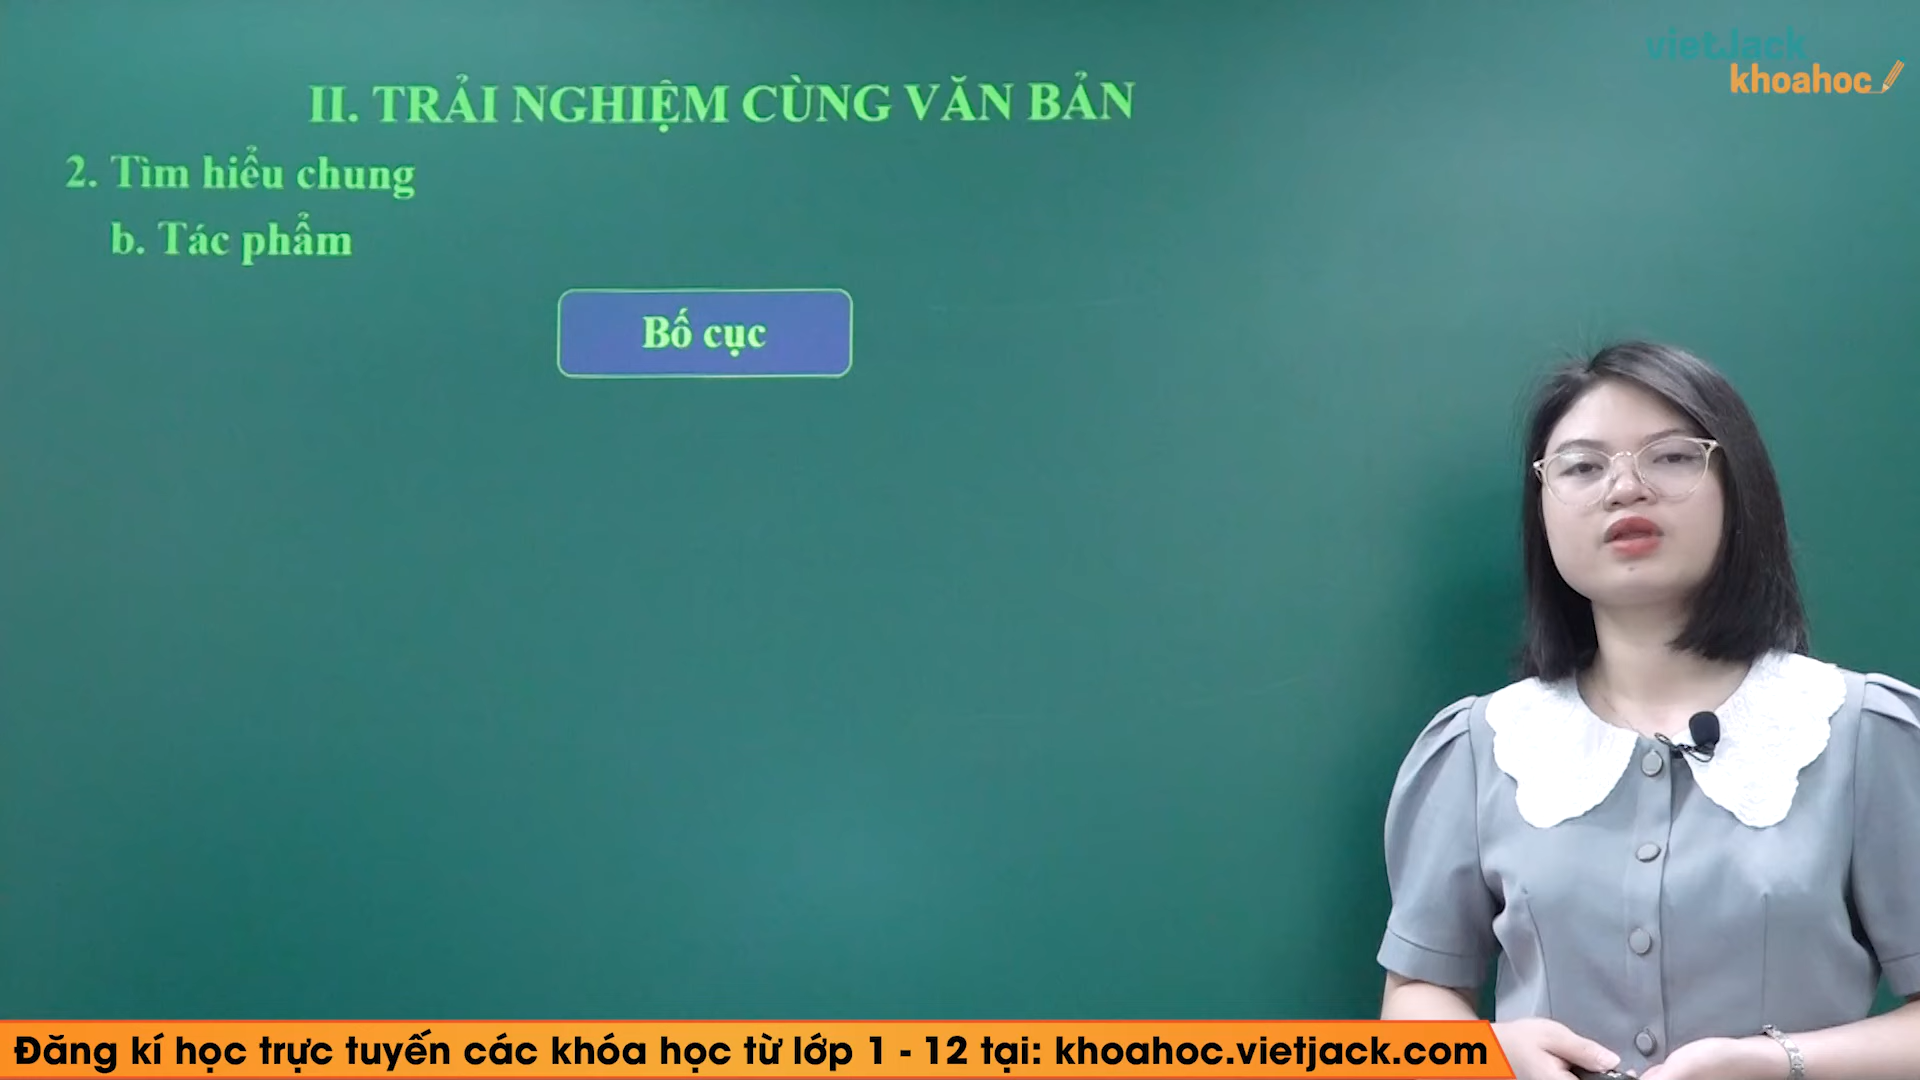 vietJack
khoahoc
II. TRẢI NGHIỆM CÙNG VĂN BẢN
2. Tìm hiểu chung
b. Tác phẩm
Bố cục
Đăng kí học trực tuyến các khóa học từ lớp 1 - 12 tại: khoahoc.vietjack.com